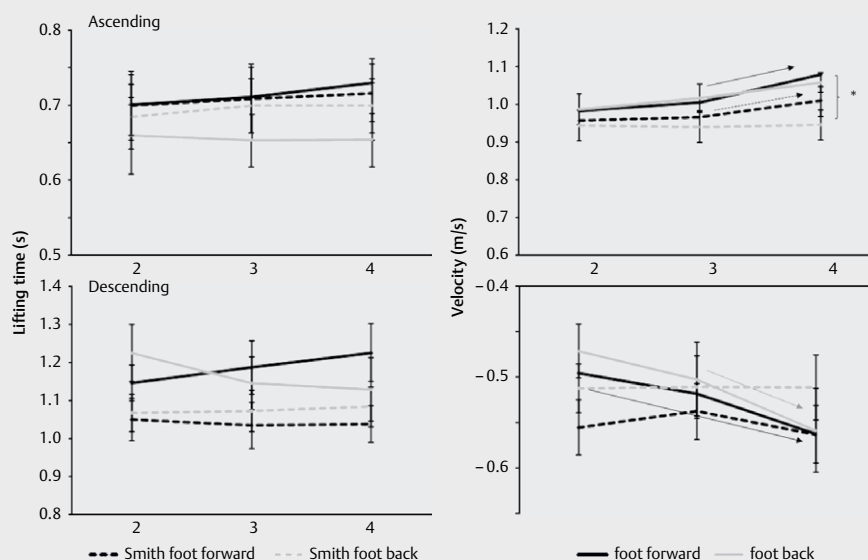 Ascending
0.8
0.7
0.6
0.5
2 3 4
Lifting time (s)
Descending
1.4
1.3
1.2
1.1
1.0
0.9
0.8
2 3 4
1.2
1.1
1.0
0.9
0.8
0.7
0.6
*
2 3 4
Velocity (m/s)
– 0.4
– 0.5
– 0.6
2 3 4
Smith foot forward Smith foot back foot forward foot back